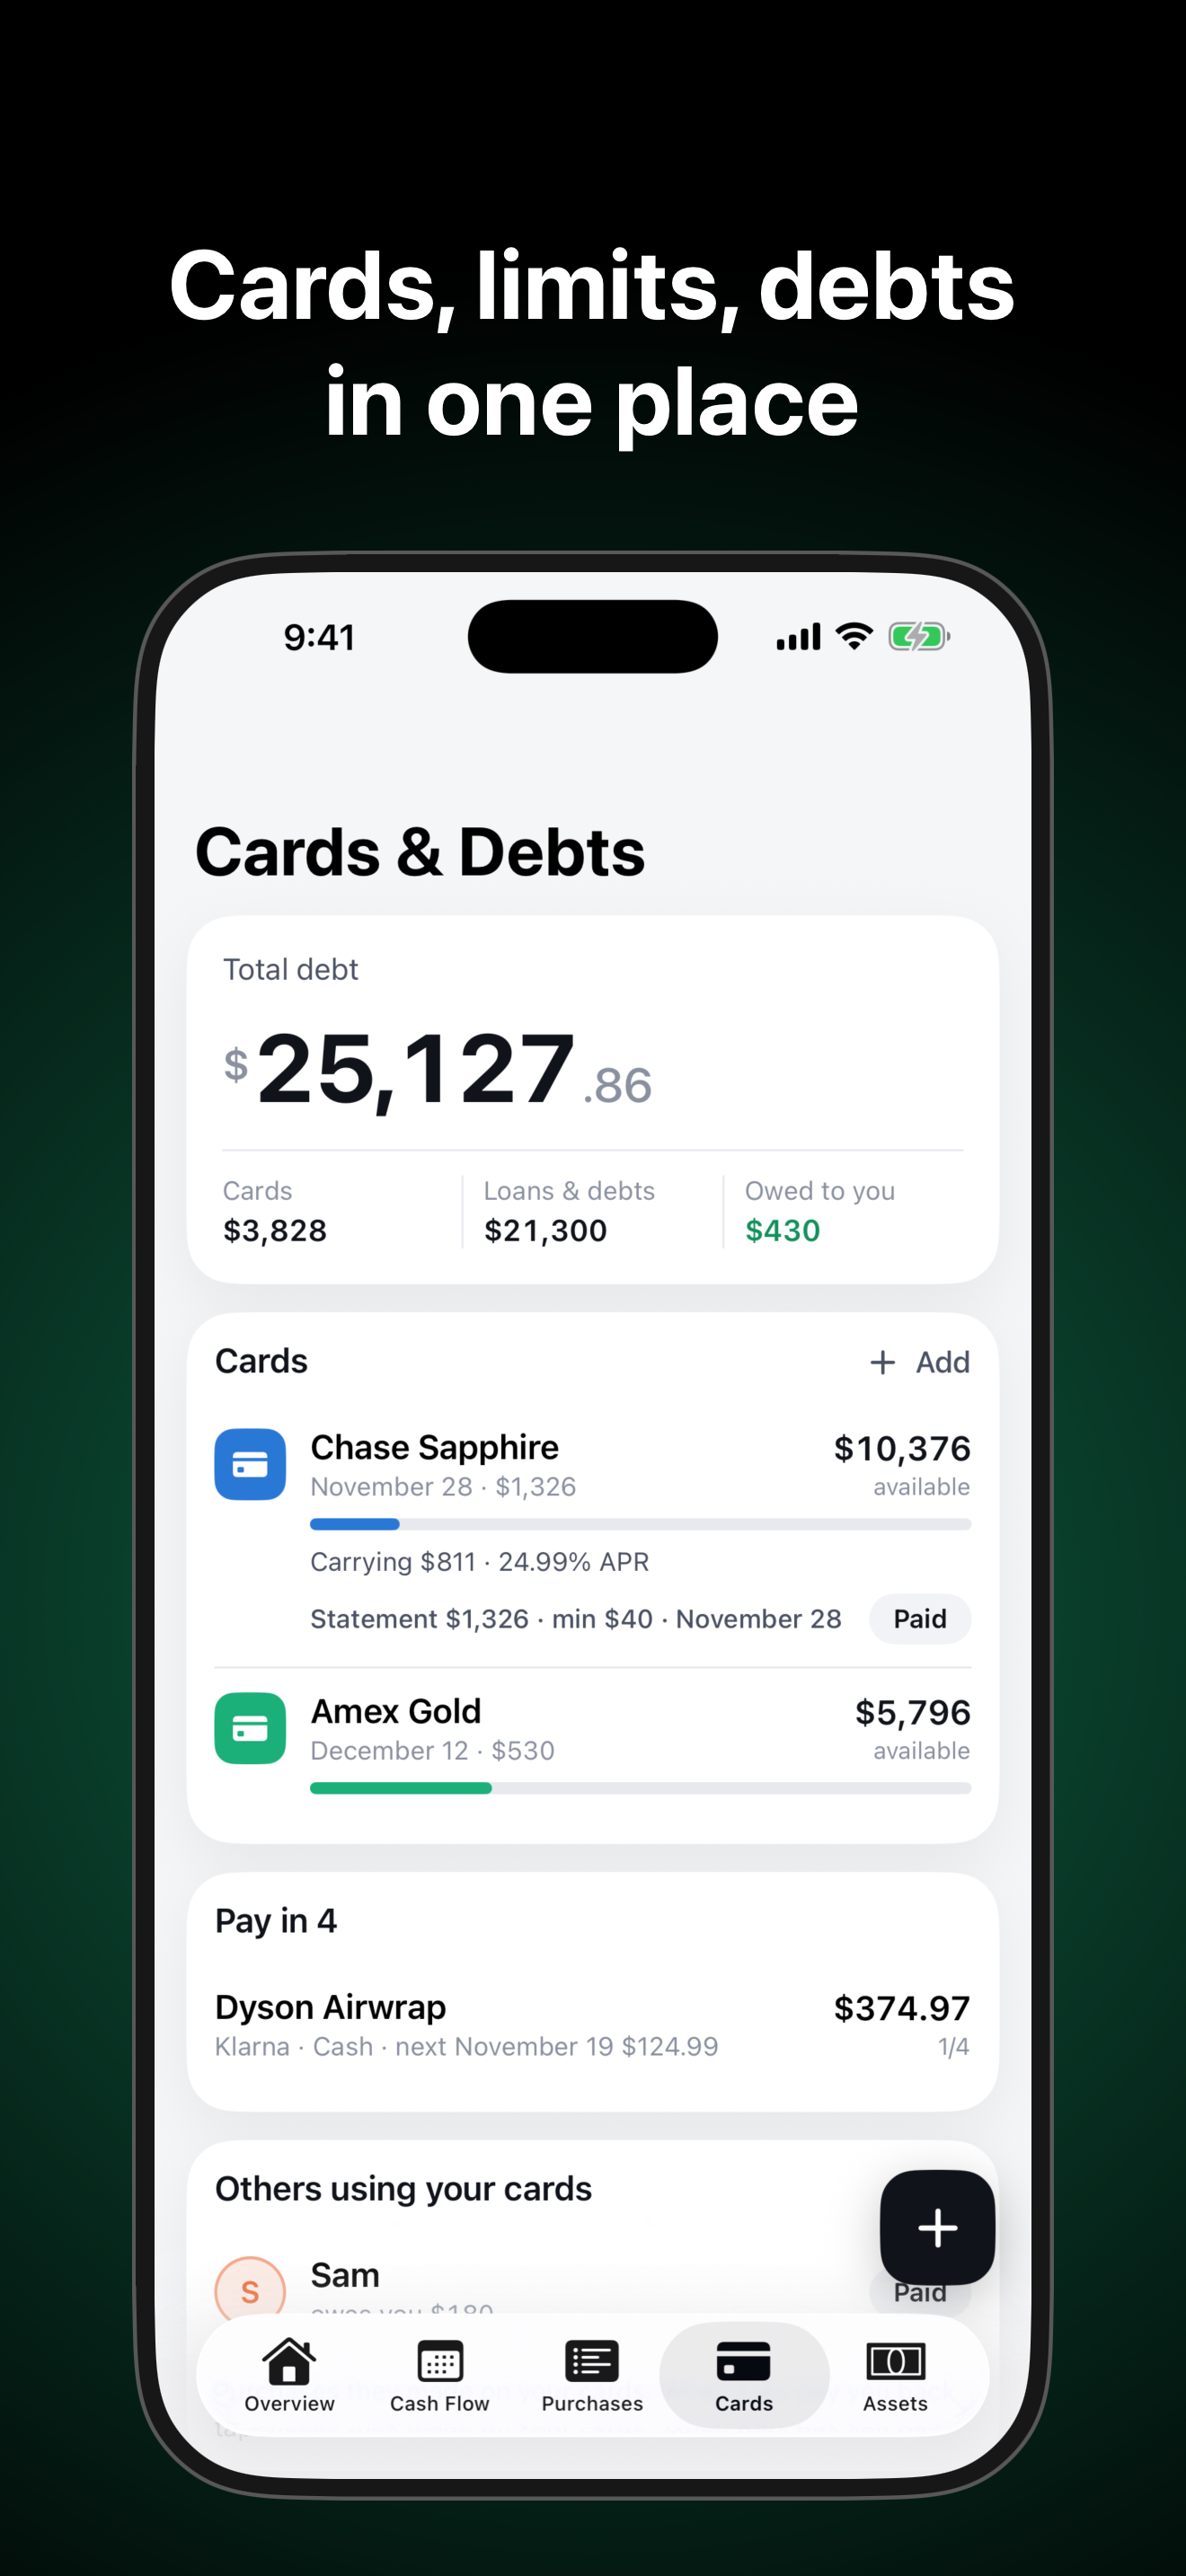 Cards, limits, debts
in one place
9:41
Cards & Debts
Total debt
$25,127.86
Cards
Loans & debts
Owed to you
$3,828
$21,300
$430
Cards
+ Add
Chase Sapphire
$10,376
November 28 · $1,326
available
Carrying $811 · 24.99% APR
Statement $1,326 · min $40 · November 28
Paid
Amex Gold
$5,796
December 12 · $530
available
Pay in 4
Dyson Airwrap
$374.97
Klarna · Cash · next November 19 $124.99
1/4
Others using your cards
S
Sam
Paid
owes you $180
Overview
Cash Flow
Purchases
Cards
Assets